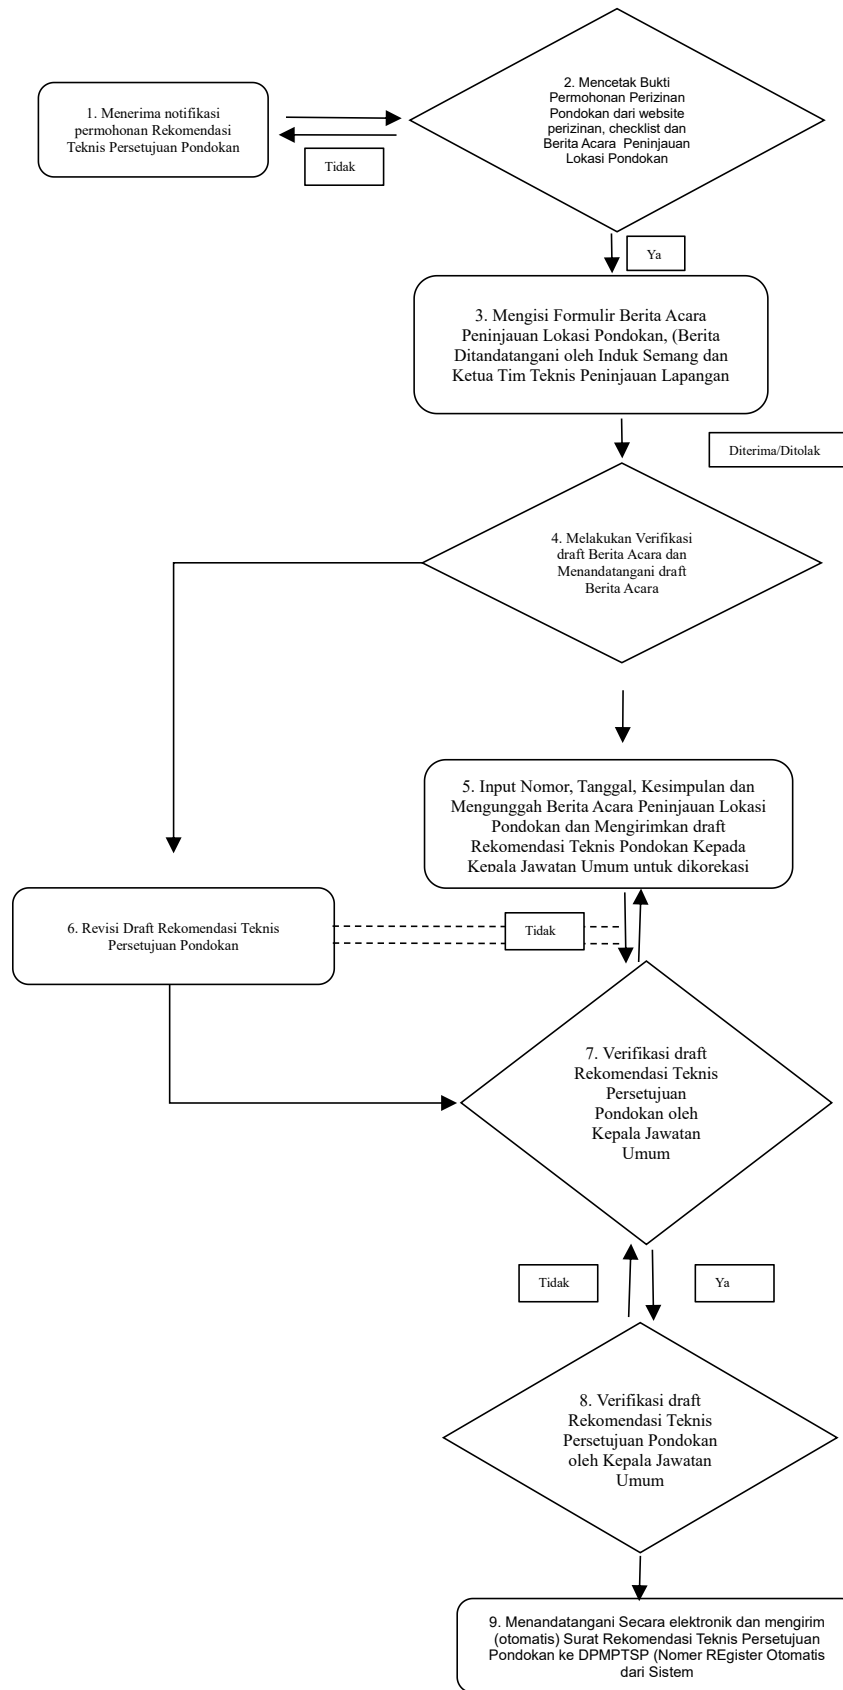 1. Menerima notifikasi
permohonan Rekomendasi
Teknis Persetujuan Pondokan
Tidak
2. Mencetak Bukti
Permohonan Perizinan
Pondokan dari website
perizinan, checklist dan
Berita Acara Peninjauan
Lokasi Pondokan
Ya
3. Mengisi Formulir Berita Acara
Peninjauan Lokasi Pondokan, (Berita
Ditandatangani oleh Induk Semang dan
Ketua Tim Teknis Peninjauan Lapangan
Diterima/Ditolak
4. Melakukan Verifikasi
draft Berita Acara dan
Menandatangani draft
Berita Acara
5. Input Nomor, Tanggal, Kesimpulan dan
Mengunggah Berita Acara Peninjauan Lokasi
Pondokan dan Mengirimkan draft
Rekomendasi Teknis Pondokan Kepada
Kepala Jawatan Umum untuk dikorekasi
6. Revisi Draft Rekomendasi Teknis
Persetujuan Pondokan
Tidak
7. Verifikasi draft
Rekomendasi Teknis
Persetujuan
Pondokan oleh
Kepala Jawatan
Umum
Tidak
Ya
8. Verifikasi draft
Rekomendasi Teknis
Persetujuan Pondokan
oleh Kepala Jawatan
Umum
9. Menandatangani Secara elektronik dan mengirim
(otomatis) Surat Rekomendasi Teknis Persetujuan
Pondokan ke DPMPTSP (Nomer REgister Otomatis
dari Sistem